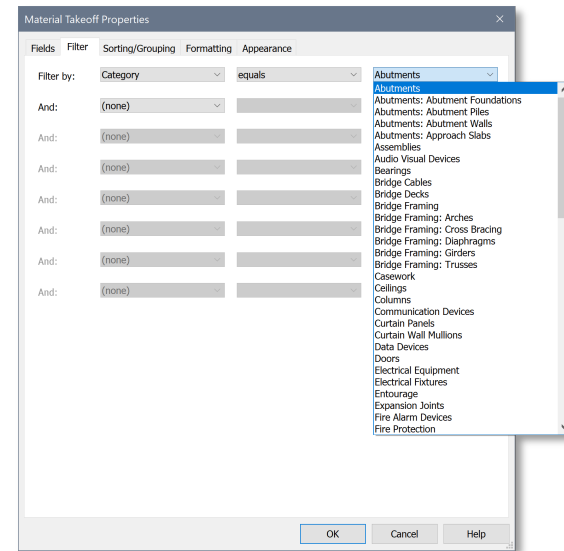 Material Takeoff Properties
Fields Filter Sorting/Grouping Formatting Appearance
Filter by: Category equals Abutments
Abutments
And: (none) Abutments: Abutment Foundations
Abutments: Abutment Piles
Abutments: Abutment Walls
And: (none) Abutments: Approach Slabs
Assemblies
Audio Visual Devices
And: (none) Bearings
Bridge Cables
Bridge Decks
And: (none) Bridge Framing
Bridge Framing: Arches
And: (none) Bridge Framing: Cross Bracing
Bridge Framing: Diaphragms
Bridge Framing: Girders
And: (none) Bridge Framing: Trusses
Casework
Ceilings
And: (none) Columns
Communication Devices
Curtain Panels
Curtain Wall Mullions
Data Devices
Doors
Electrical Equipment
Electrical Fixtures
Entourage
Expansion Joints
Fire Alarm Devices
Fire Protection
OK Cancel Help